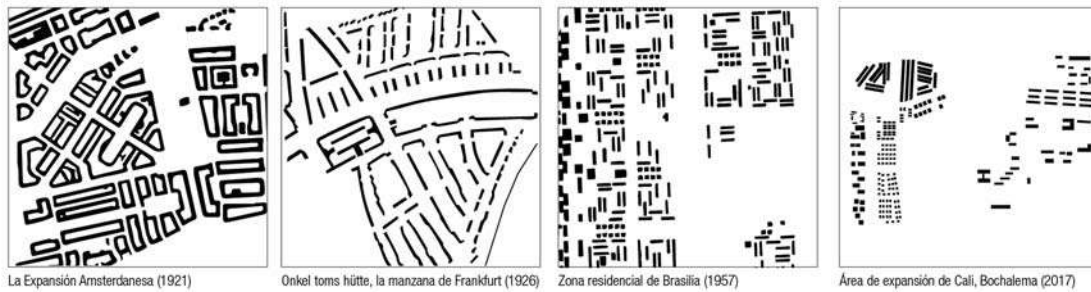 La Expansión Amsterdanesa (1921)
Onkel toms hütte, la manzana de Frankfurt (1926)
Zona residencial de Brasilia (1957)
Área de expansión de Cali, Bochalema (2017)